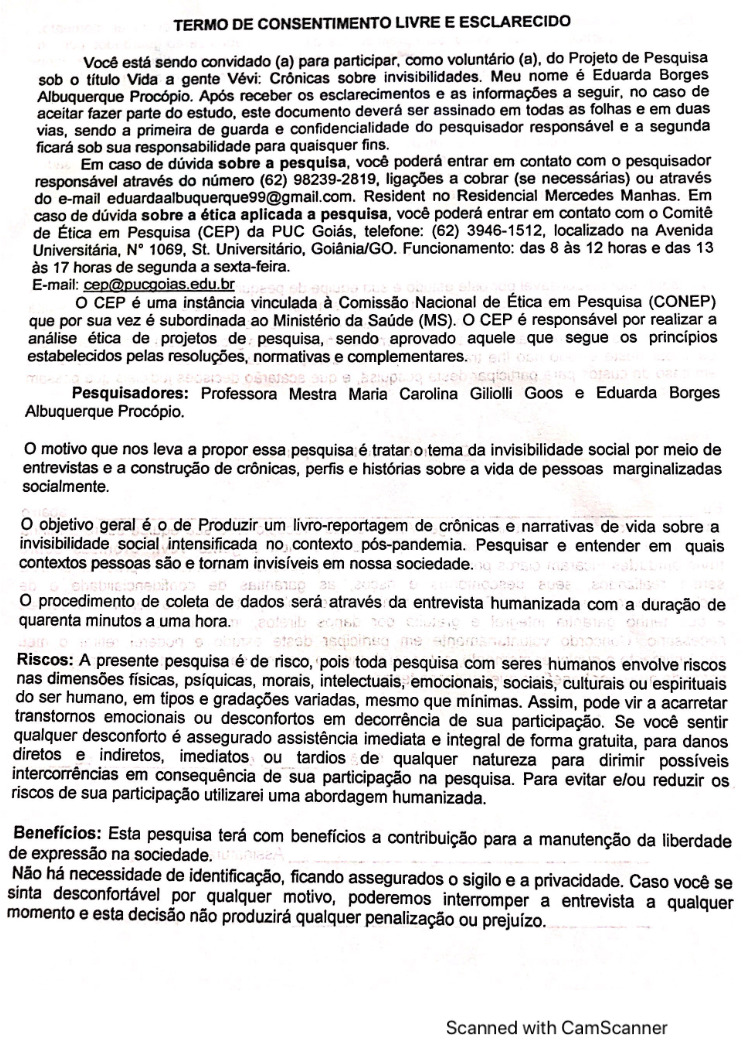 TERMO DE CONSENTIMENTO LIVRE E ESCLARECIDO
Você está sendo convidado (a) para participar, como voluntário (a), do Projeto de Pesquisa
sob o título Vida a gente Vévi: Crônicas sobre invisibilidades. Meu nome é Eduarda Borges
Albuquerque Procópio. Após receber os esclarecimentos e as informações a seguir, no caso de
aceitar fazer parte do estudo, este documento deverá ser assinado em todas as folhas e em duas
vias, sendo a primeira de guarda e confidencialidade do pesquisador responsável e a segunda
ficará sob sua responsabilidade para quaisquer fins.
Em caso de dúvida sobre a pesquisa, você poderá entrar em contato com o pesquisador
responsável através do número (62) 98239-2819, ligações a cobrar (se necessárias) ou através
do e-mail eduardaalbuquerque99@gmail.com. Resident no Residencial Mercedes Manhas. Em
caso de dúvida sobre a ética aplicada a pesquisa, você poderá entrar em contato com o Comitê
de Ética em Pesquisa (CEP) da PUC Goiás, telefone: (62) 3946-1512, localizado na Avenida
Universitária, N° 1069, St. Universitário, Goiânia/GO. Funcionamento: das 8 às 12 horas e das 13
às 17 horas de segunda a sexta-feira.
E-mail: cep@pucgoias.edu.br
O CEP é uma instância vinculada à Comissão Nacional de Ética em Pesquisa (CONEP)
que por sua vez é subordinada ao Ministério da Saúde (MS). O CEP é responsável por realizar a
análise ética de projetos de pesquisa, sendo aprovado aquele que segue os princípios
estabelecidos pelas resoluções, normativas e complementares.
Pesquisadores: Professora Mestra Maria Carolina Giliolli Goos e Eduarda Borges
Albuquerque Procópio.
O motivo que nos leva a propor essa pesquisa é tratar o tema da invisibilidade social por meio de
entrevistas e a construção de crônicas, perfis e histórias sobre a vida de pessoas marginalizadas
socialmente.
O objetivo geral é o de Produzir um livro-reportagem de crônicas e narrativas de vida sobre a
invisibilidade social intensificada no contexto pós-pandemia. Pesquisar e entender em quais
contextos pessoas são e tornam invisíveis em nossa sociedade.
O procedimento de coleta de dados será através da entrevista humanizada com a duração de
quarenta minutos a uma hora.
Riscos: A presente pesquisa é de risco, pois toda pesquisa com seres humanos envolve riscos
nas dimensões físicas, psíquicas, morais, intelectuais, emocionais, sociais, culturais ou espirituais
do ser humano, em tipos e gradações variadas, mesmo que mínimas. Assim, pode vir a acarretar
transtornos emocionais ou desconfortos em decorrência de sua participação. Se você sentir
qualquer desconforto é assegurado assistência imediata e integral de forma gratuita, para danos
diretos e indiretos, imediatos ou tardios de qualquer natureza para dirimir possíveis
intercorrências em consequência de sua participação na pesquisa. Para evitar e/ou reduzir os
riscos de sua participação utilizarei uma abordagem humanizada.
Benefícios: Esta pesquisa terá com benefícios a contribuição para a manutenção da liberdade
de expressão na sociedade.
Não há necessidade de identificação, ficando assegurados o sigilo e a privacidade. Caso você se
sinta desconfortável por qualquer motivo, poderemos interromper a entrevista a qualquer
momento e esta decisão não produzirá qualquer penalização ou prejuízo.
Scanned with CamScanner